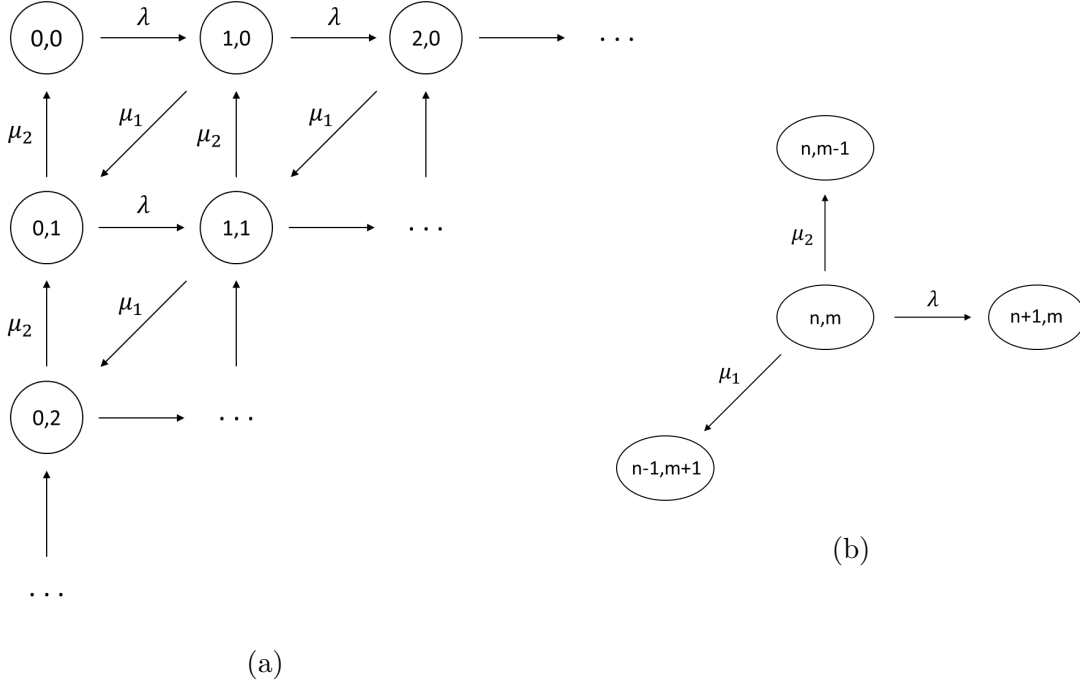 λ λ
0,0 1,0 2,0 ...
μ₂ μ₁ μ₂ μ₁
λ
0,1 1,1 ...
μ₂ μ₁
0,2 ...
...
(a)
n,m-1
μ₂
λ
n,m n+1,m
μ₁
n-1,m+1
(b)